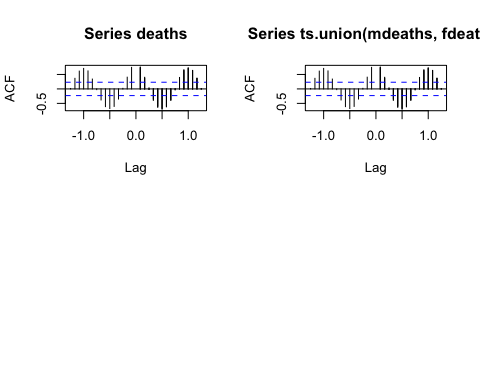 Series deaths
ACF
-0.5
-1.0 0.0 1.0
Lag
Series ts.union(mdeaths, fdeat
ACF
-0.5
-1.0 0.0 1.0
Lag